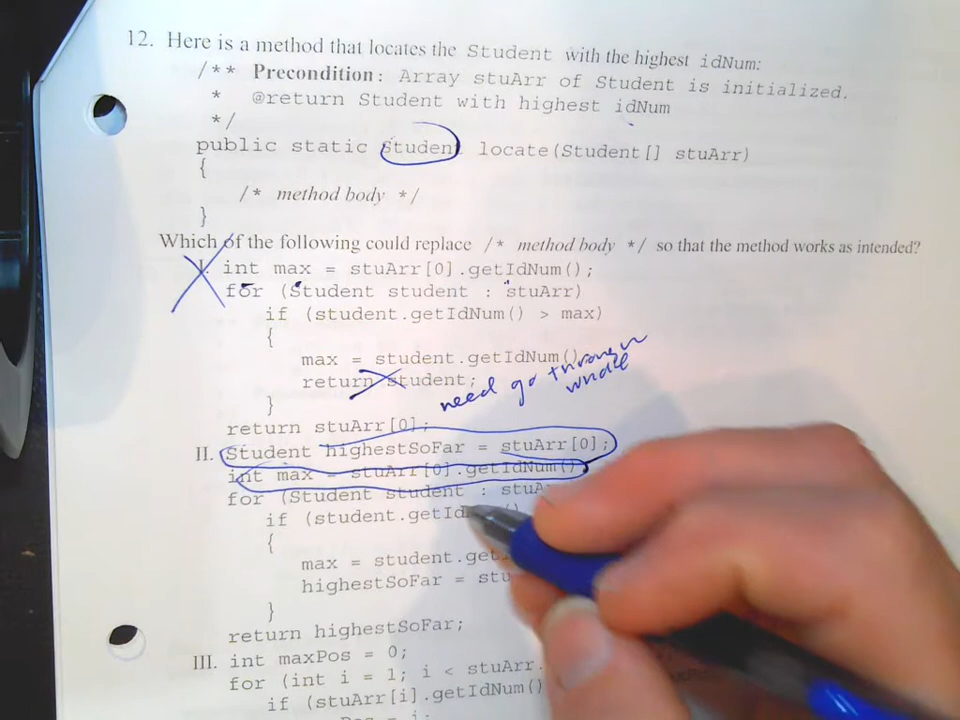 12. Here is a method that locates the Student with the highest idNum:
/** Precondition: Array stuArr of Student is initialized.
* @return Student with highest idNum
*/
public static Student locate(Student[] stuArr)
{
/* method body */
}
Which of the following could replace /* method body */ so that the method works as intended?
I. int max = stuArr[0].getIdNum();
for (Student student : stuArr)
if (student.getIdNum() > max)
{
max = student.getIdNum()
return student;
need go through
whole
}
return stuArr[0];
II. Student highestSoFar = stuArr[0];
int max = stuArr[0].getIdNum()
for (Student student :
if (student.
{
max = student.
highestSoFar =
}
return highestSoFar;
III. int maxPos = 0;
for (int i = 1; i < stuArr.
if (stuArr[i].getIdNum()